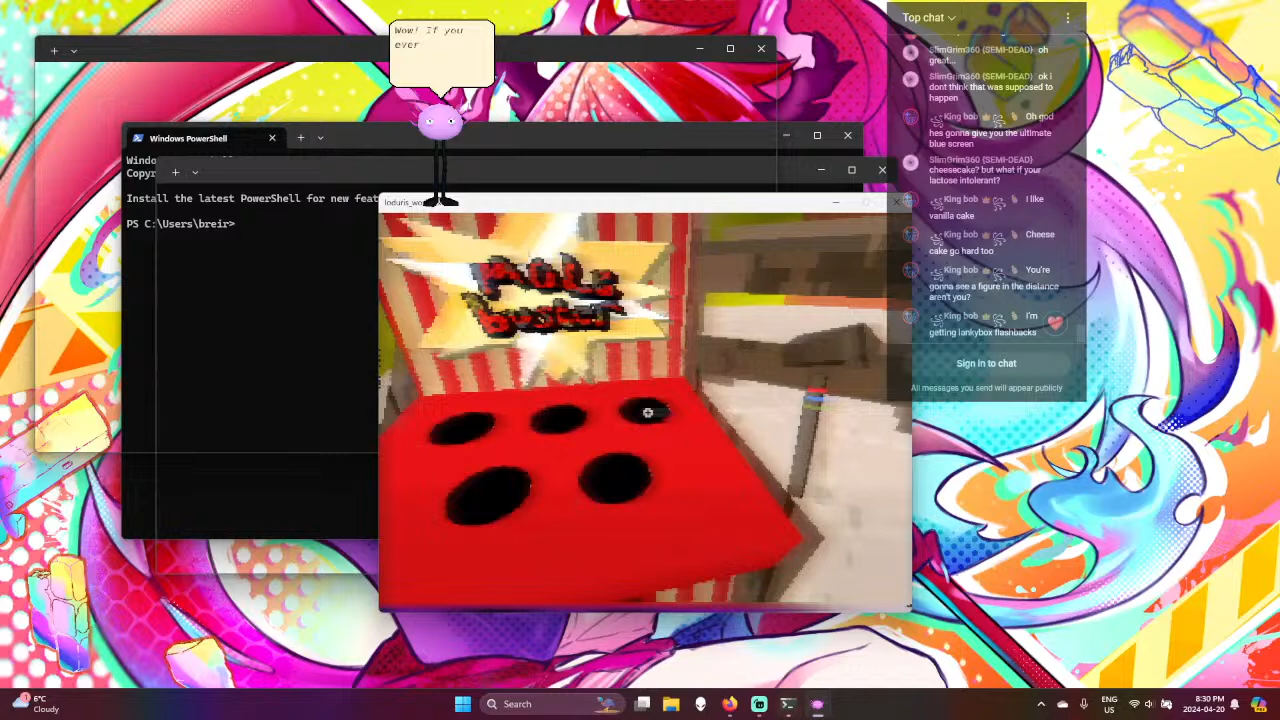 Wow! If you
ever
Windows PowerShell
Windo
Copyr
Install the latest PowerShell for new feat
PS C:\Users\breir>
loduris_wo
Top chat
SlimGrim360 {SEMI-DEAD} oh
great...
SlimGrim360 {SEMI-DEAD} ok i
dont think that was supposed to
happen
King bob Oh god
hes gonna give you the ultimate
blue screen
SlimGrim360 {SEMI-DEAD}
cheesecake? but what if your
lactose intolerant?
King bob I like
vanilla cake
King bob Cheese
cake go hard too
King bob You're
gonna see a figure in the distance
aren't you?
King bob I'm
getting lankybox flashbacks
Sign in to chat
All messages you send will appear publicly
buster
6°C
Cloudy
Search
ENG
US
8:30 PM
2024-04-20